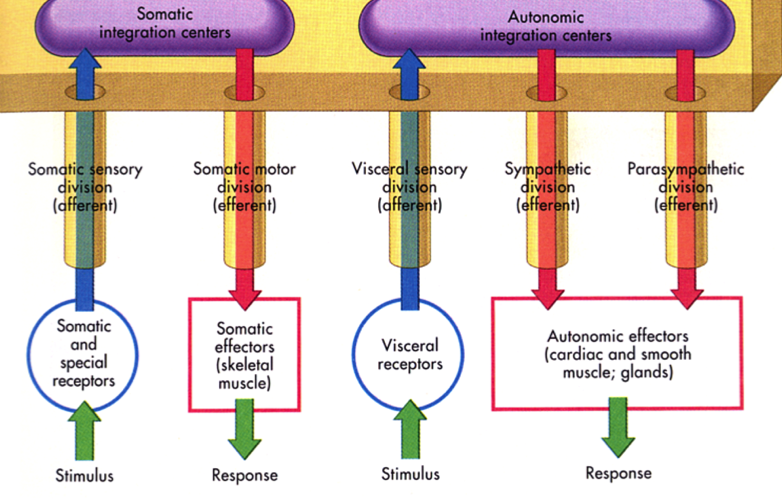 Somatic
integration centers
Autonomic
integration centers
Somatic sensory
division
(afferent)
Somatic motor
division
(efferent)
Visceral sensory
division
(afferent)
Sympathetic
division
(efferent)
Parasympathetic
division
(efferent)
Somatic
and
special
receptors
Somatic
effectors
(skeletal
muscle)
Visceral
receptors
Autonomic effectors
(cardiac and smooth
muscle; glands)
Stimulus
Response
Stimulus
Response